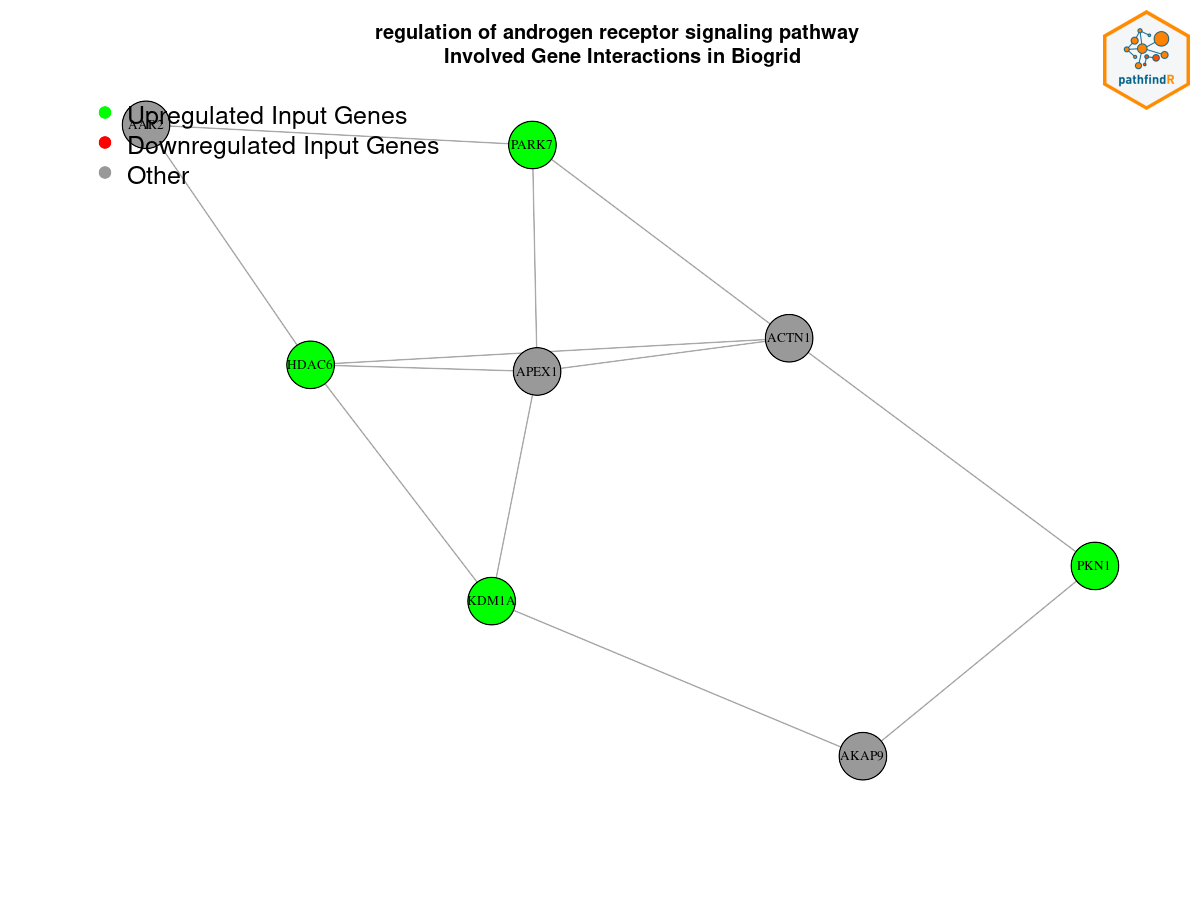 regulation of androgen receptor signaling pathway
Involved Gene Interactions in Biogrid
pathfindR
Upregulated Input Genes
Downregulated Input Genes
Other
AAR2
PARK7
ACTN1
HDAC6
APEX1
PKN1
KDM1A
AKAP9